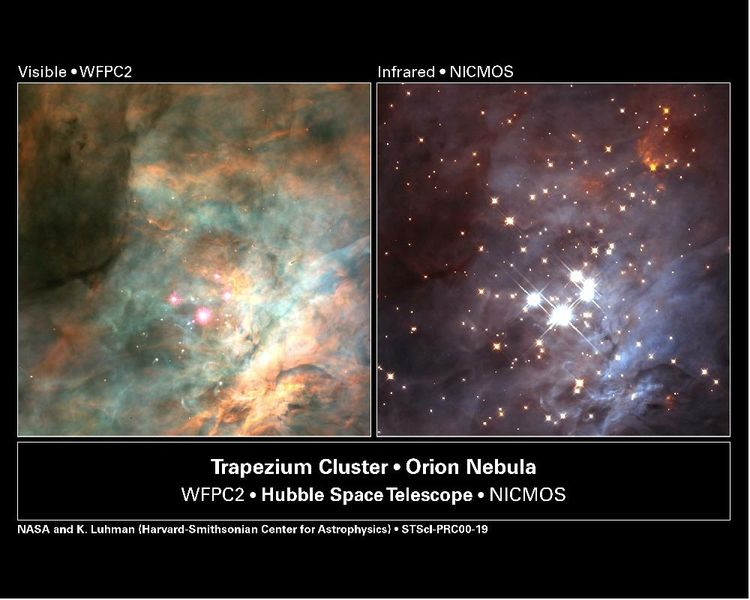 Visible • WFPC2
Infrared • NICMOS
Trapezium Cluster • Orion Nebula
WFPC2 • Hubble Space Telescope • NICMOS
NASA and K. Luhman (Harvard-Smithsonian Center for Astrophysics) • STScI-PRC00-19